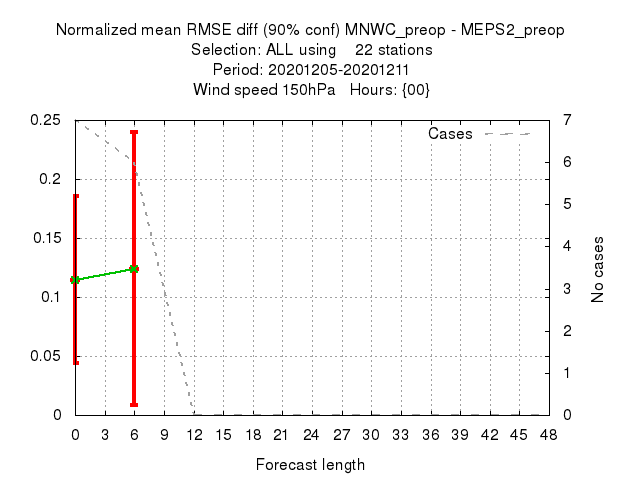 Normalized mean RMSE diff (90% conf) MNWC_preop - MEPS2_preop
Selection: ALL using 22 stations
Period: 20201205-20201211
Wind speed 150hPa Hours: {00}
Cases
0.25
0.2
0.15
0.1
0.05
0
7
6
5
4
3
2
1
0
No cases
0 3 6 9 12 15 18 21 24 27 30 33 36 39 42 45 48
Forecast length